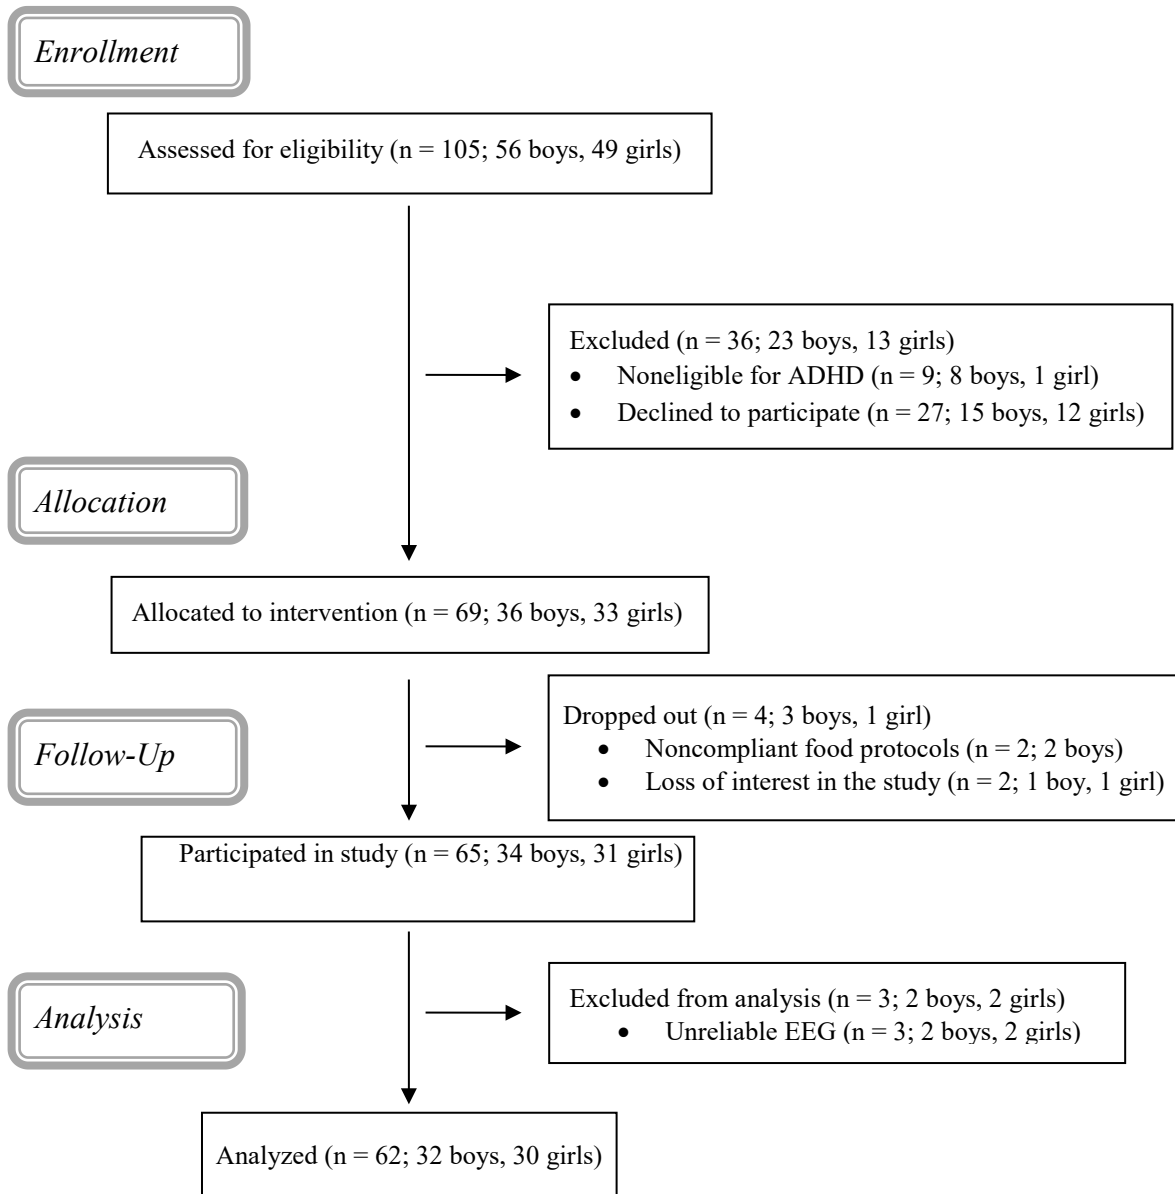 Enrollment
Assessed for eligibility (n = 105; 56 boys, 49 girls)
Excluded (n = 36; 23 boys, 13 girls)
• Noneligible for ADHD (n = 9; 8 boys, 1 girl)
• Declined to participate (n = 27; 15 boys, 12 girls)
Allocation
Allocated to intervention (n = 69; 36 boys, 33 girls)
Dropped out (n = 4; 3 boys, 1 girl)
• Noncompliant food protocols (n = 2; 2 boys)
• Loss of interest in the study (n = 2; 1 boy, 1 girl)
Follow-Up
Participated in study (n = 65; 34 boys, 31 girls)
Excluded from analysis (n = 3; 2 boys, 2 girls)
• Unreliable EEG (n = 3; 2 boys, 2 girls)
Analysis
Analyzed (n = 62; 32 boys, 30 girls)